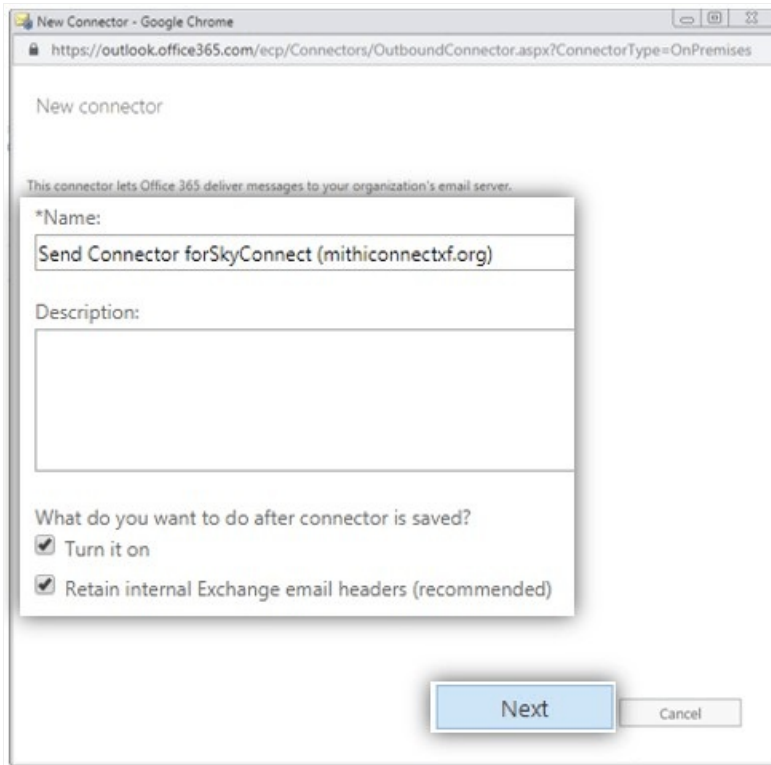 New Connector - Google Chrome
https://outlook.office365.com/ecp/Connectors/OutboundConnector.aspx?ConnectorType=OnPremises
New connector
This connector lets Office 365 deliver messages to your organization's email server.
*Name:
Send Connector forSkyConnect (mithiconnectxf.org)
Description:
What do you want to do after connector is saved?
Turn it on
Retain internal Exchange email headers (recommended)
Next Cancel